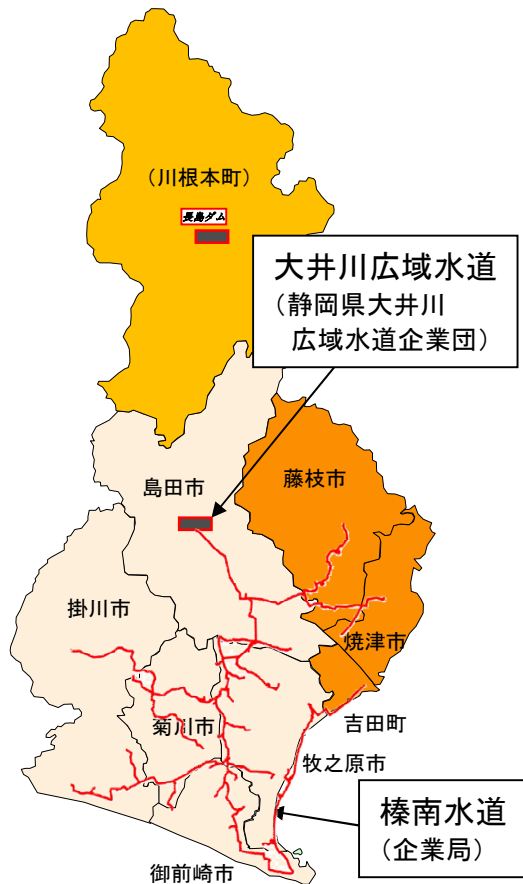 (川根本町)
長島ダム
大井川広域水道
(静岡県大井川
広域水道企業団)
島田市
藤枝市
掛川市
焼津市
菊川市
吉田町
牧之原市
榛南水道
(企業局)
御前崎市